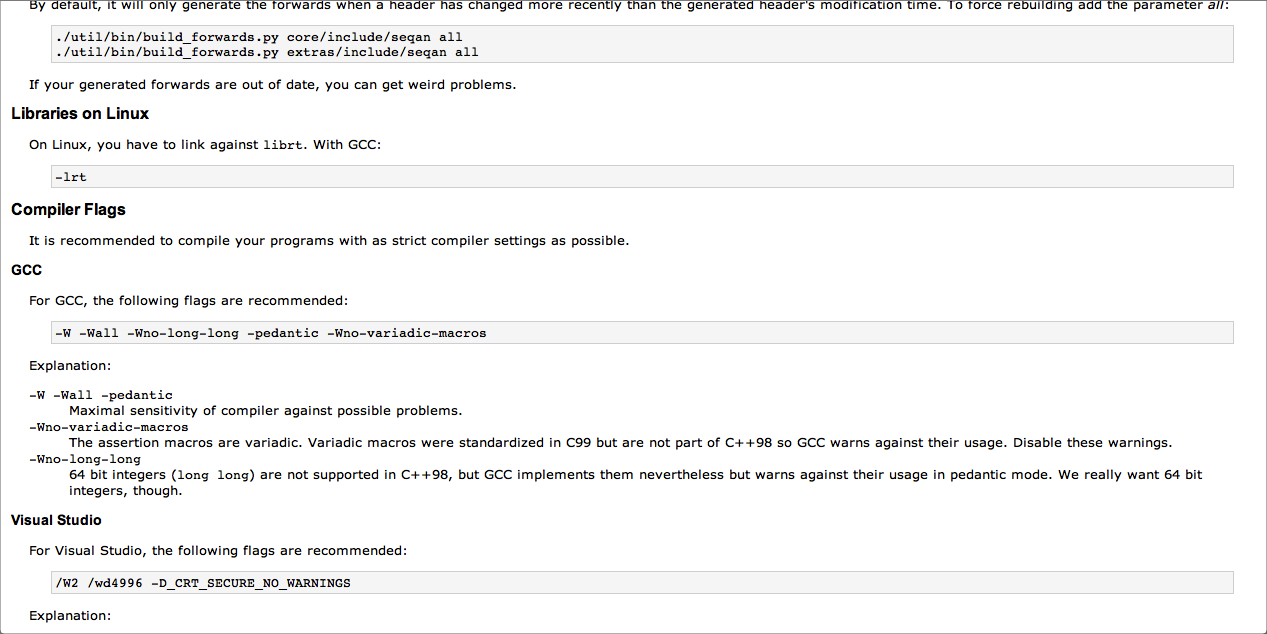 By default, it will only generate the forwards when a header has changed more recently than the generated header's modification time. To force rebuilding add the parameter all:
./util/bin/build_forwards.py core/include/seqan all
./util/bin/build_forwards.py extras/include/seqan all
If your generated forwards are out of date, you can get weird problems.
Libraries on Linux
On Linux, you have to link against librt. With GCC:
-lrt
Compiler Flags
It is recommended to compile your programs with as strict compiler settings as possible.
GCC
For GCC, the following flags are recommended:
-W -Wall -Wno-long-long -pedantic -Wno-variadic-macros
Explanation:
-W -Wall -pedantic
Maximal sensitivity of compiler against possible problems.
-Wno-variadic-macros
The assertion macros are variadic. Variadic macros were standardized in C99 but are not part of C++98 so GCC warns against their usage. Disable these warnings.
-Wno-long-long
64 bit integers (long long) are not supported in C++98, but GCC implements them nevertheless but warns against their usage in pedantic mode. We really want 64 bit
integers, though.
Visual Studio
For Visual Studio, the following flags are recommended:
/W2 /wd4996 -D_CRT_SECURE_NO_WARNINGS
Explanation: